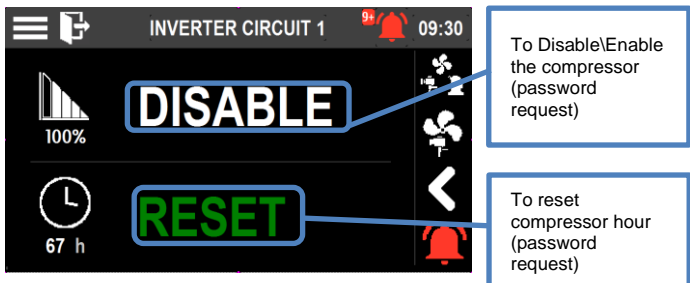 INVERTER CIRCUIT 1
9+
09:30
DISABLE
100%
RESET
67 h
To Disable\Enable
the compressor
(password
request)
To reset
compressor hour
(password
request)